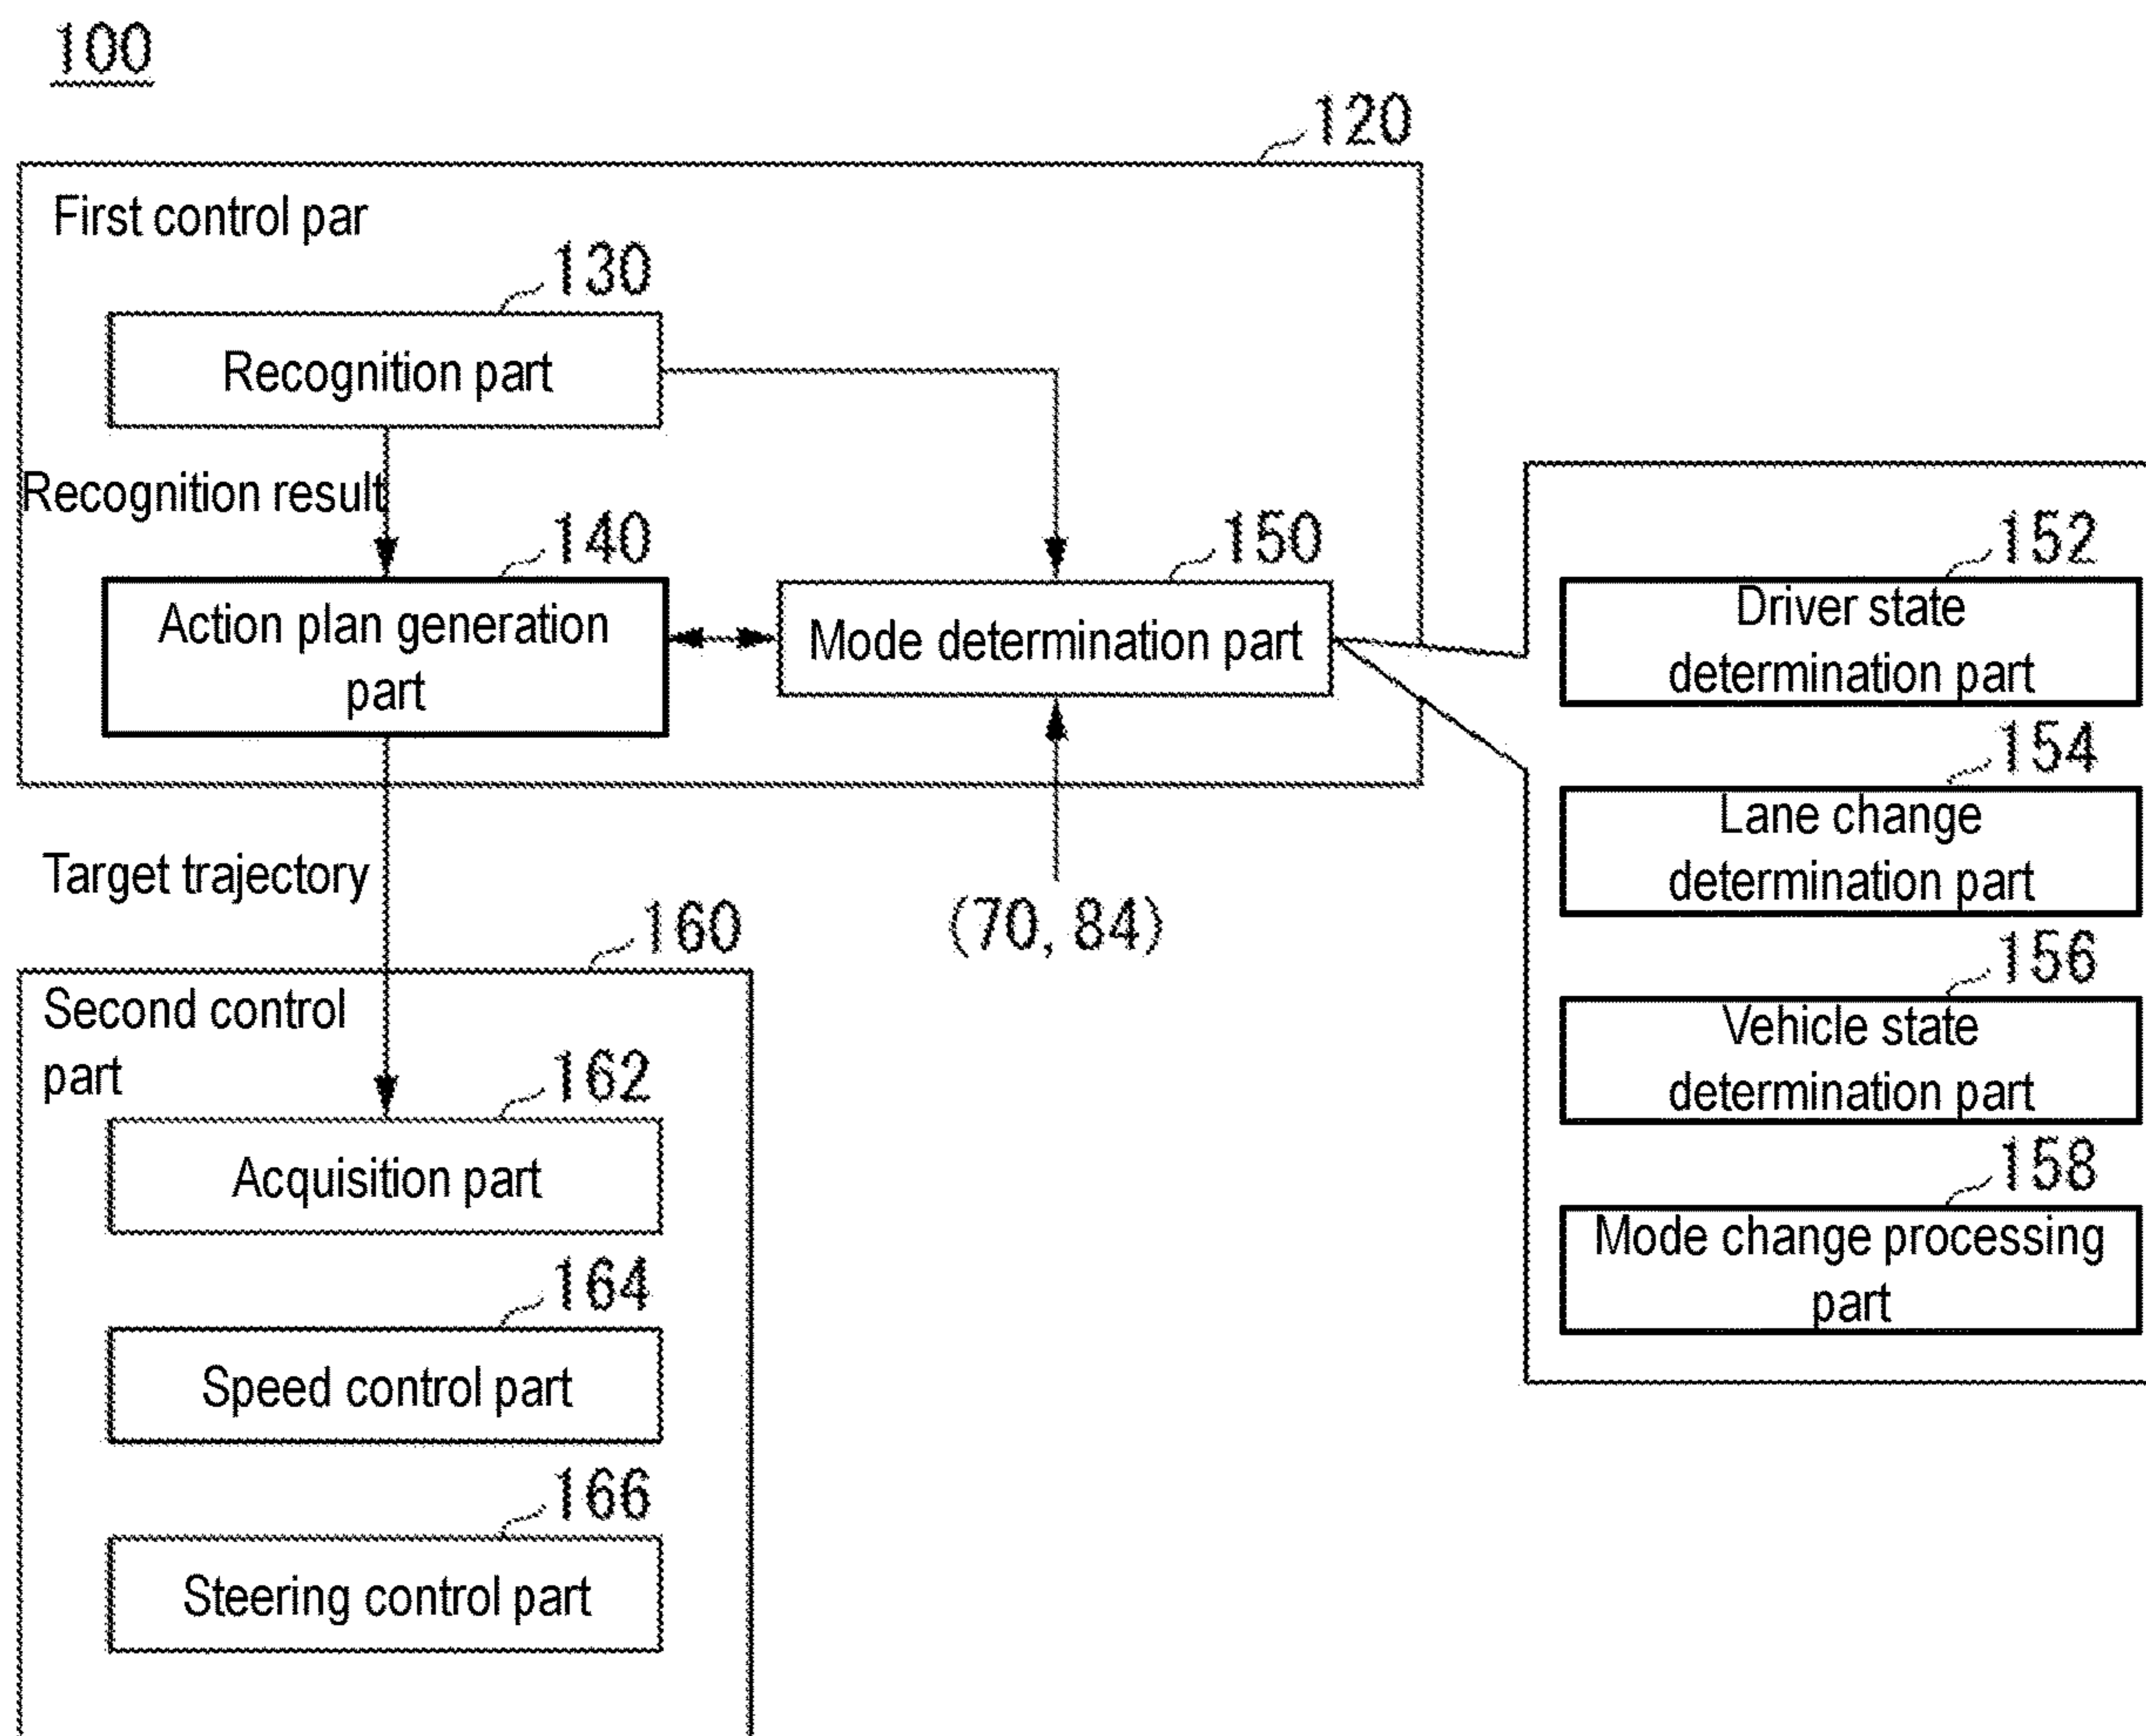 100
120
First control par
130
Recognition part
Recognition result
140
150
Action plan generation
part
Mode determination part
152
Driver state
determination part
154
Lane change
determination part
Target trajectory
(70, 84)
160
156
Second control
part
Vehicle state
determination part
162
Acquisition part
158
Mode change processing
part
164
Speed control part
166
Steering control part